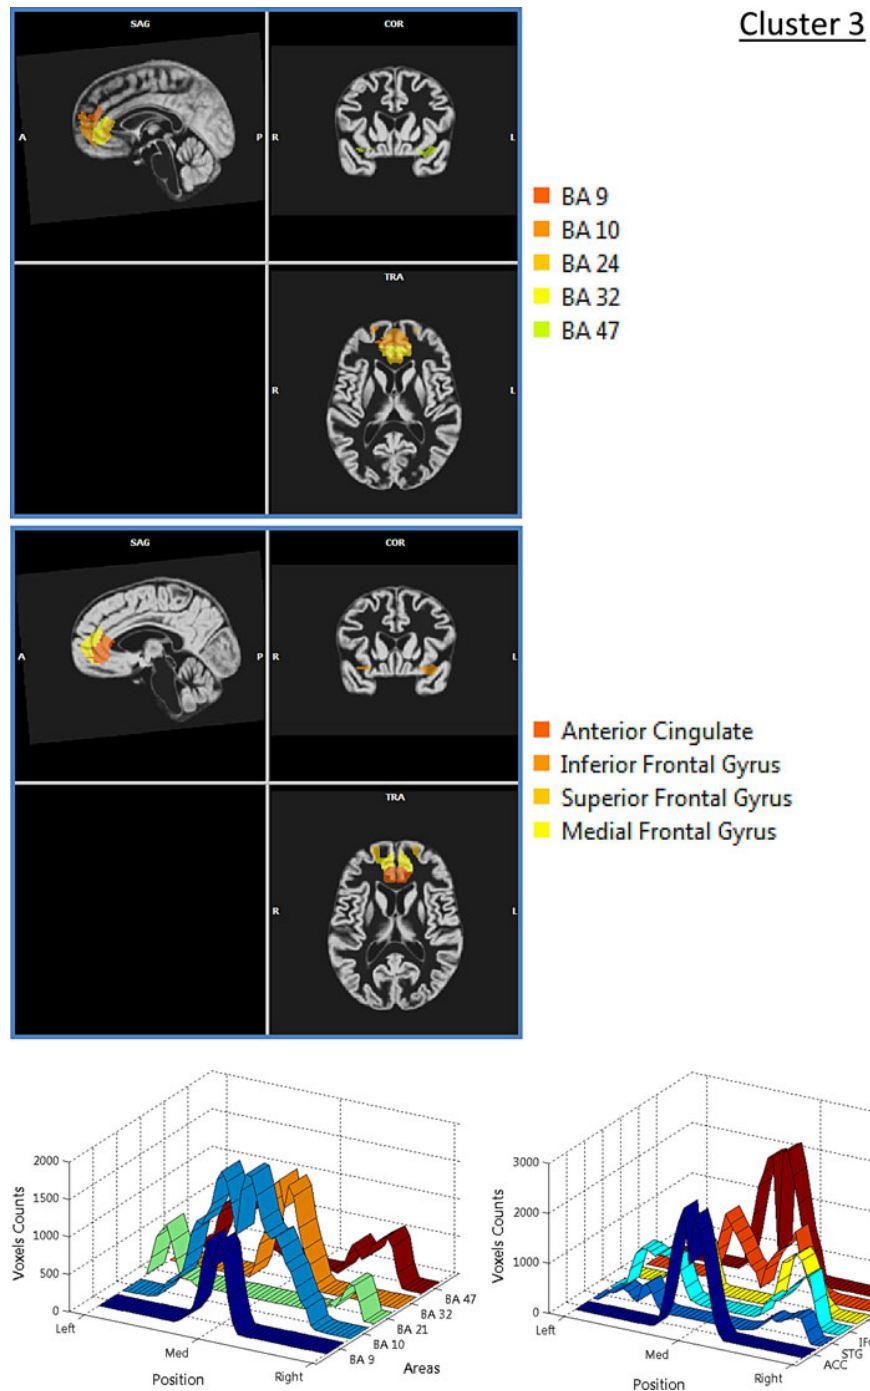 Cluster 3
SAG
COR
A
P
R
L
BA 9
BA 10
BA 24
BA 32
BA 47
TRA
R
L
SAG
COR
A
P
R
L
Anterior Cingulate
Inferior Frontal Gyrus
Superior Frontal Gyrus
Medial Frontal Gyrus
TRA
R
L
Voxels Counts
2000
1500
1000
500
0
Left
Med
Right
Position
BA 9
BA 10
BA 21
BA 32
BA 47
Areas
Voxels Counts
3000
2000
1000
0
Left
Med
Right
Position
ACC
STG